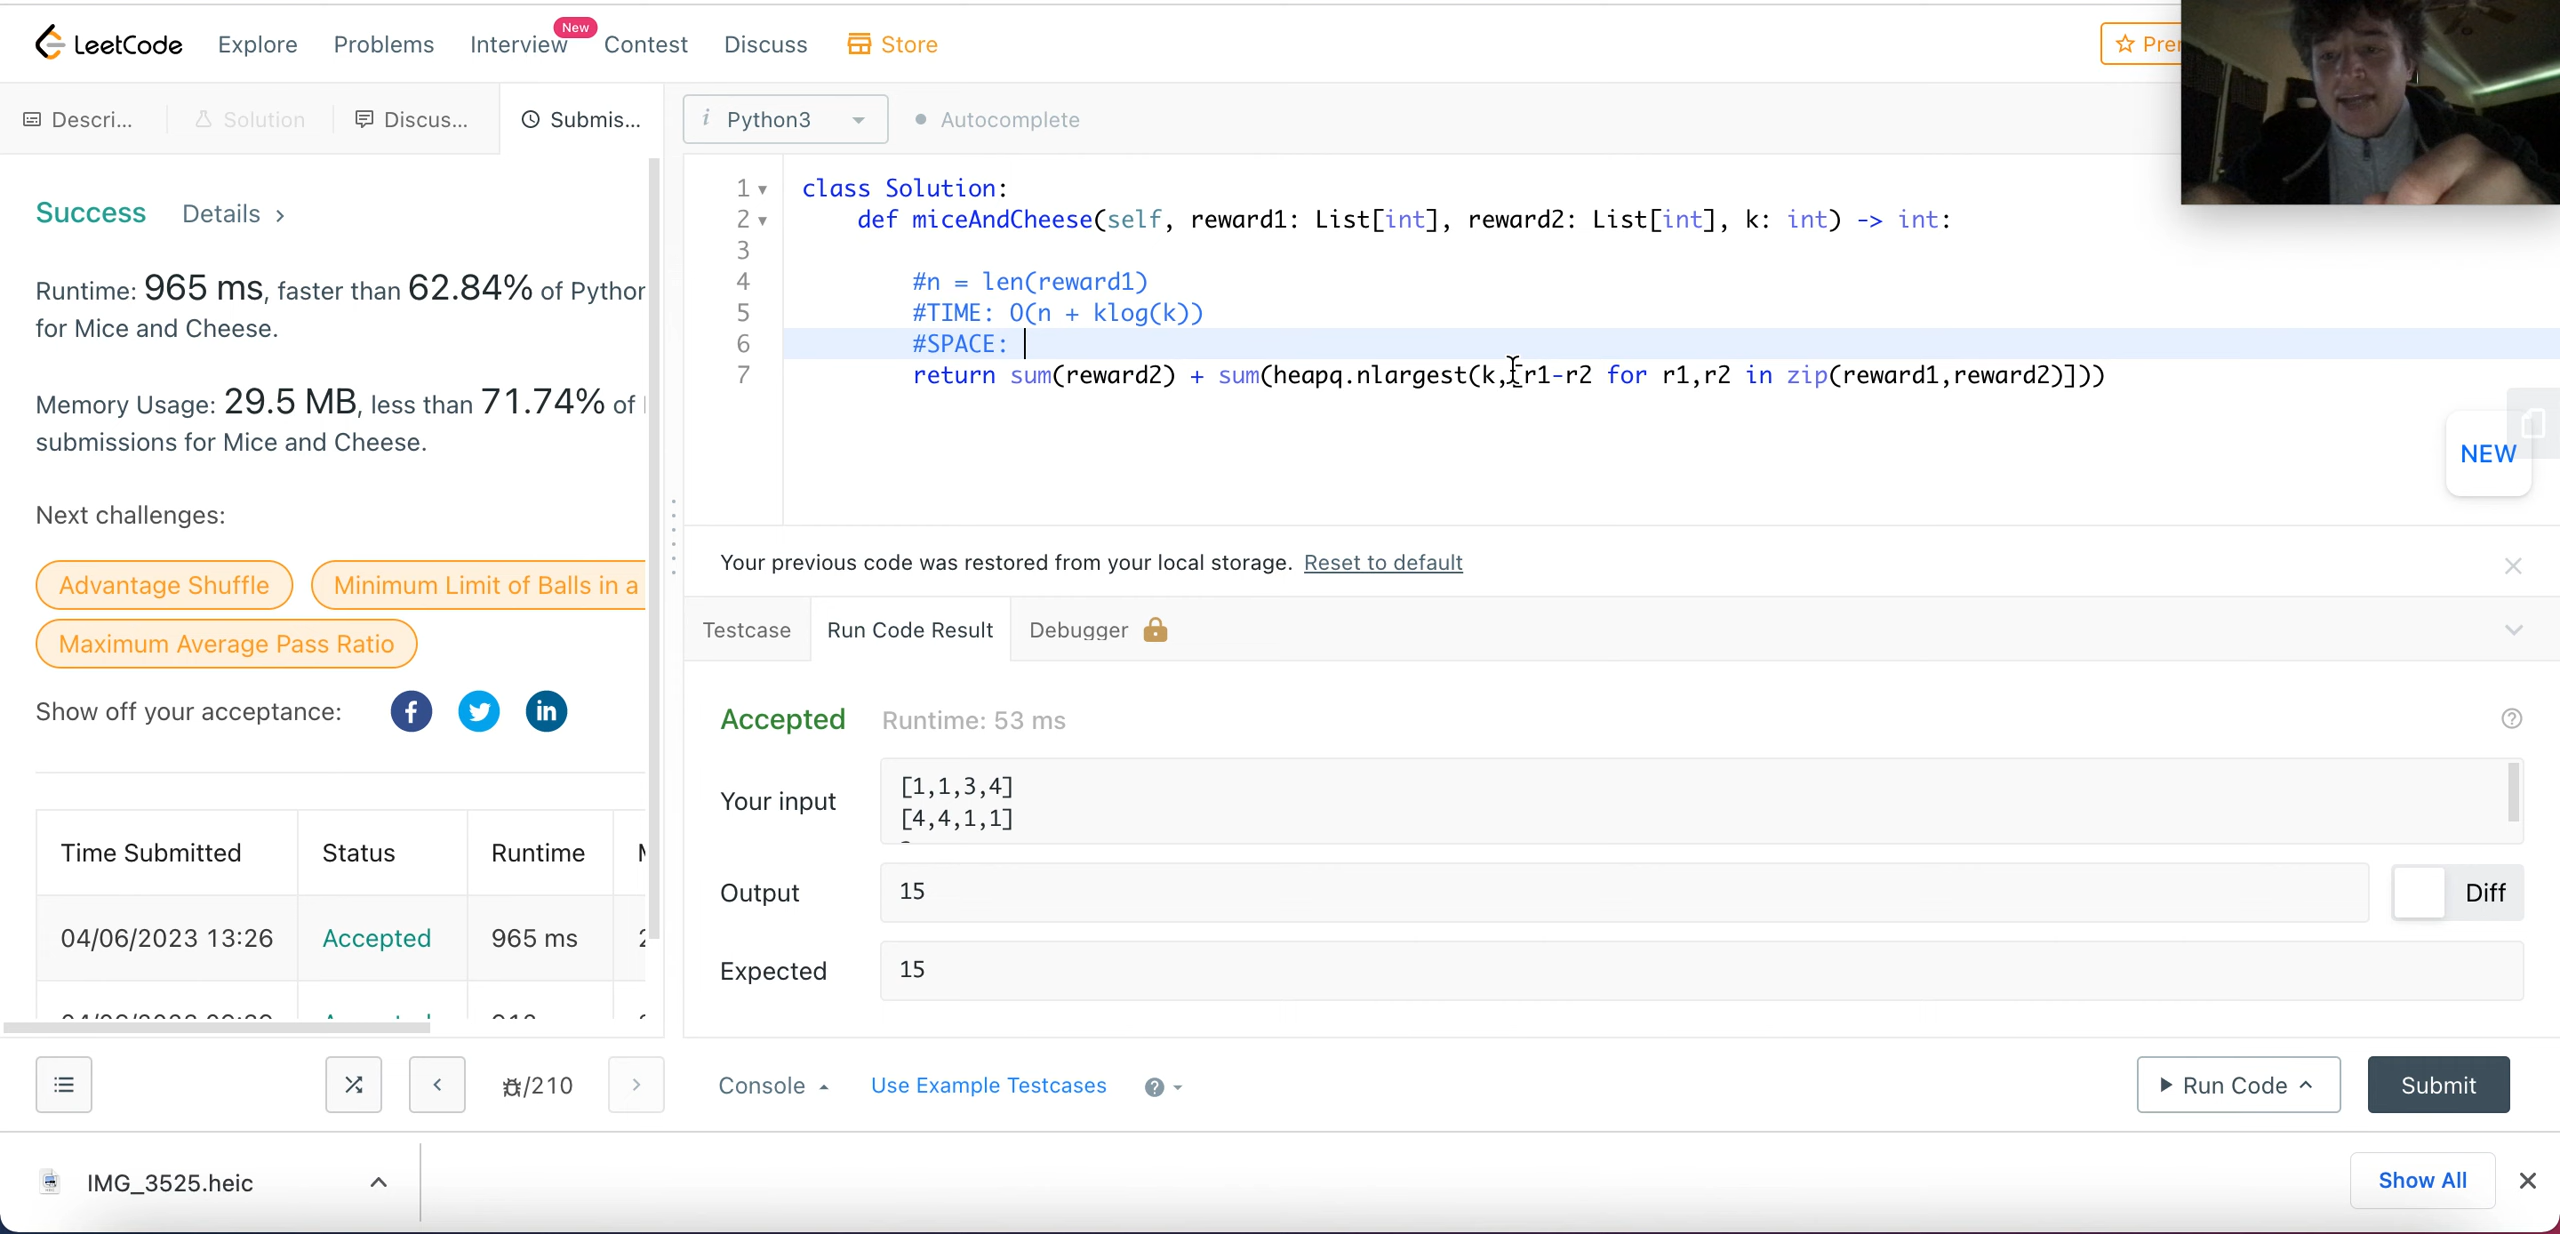 LeetCode Explore Problems Interview New Contest Discuss Store
Descri... Solution Discus... Submis... i Python3 Autocomplete
Success Details
Runtime: 965 ms, faster than 62.84% of
for Mice and Cheese.
Memory Usage: 29.5 MB, less than 71.74% of
submissions for Mice and Cheese.
Next challenges:
Advantage Shuffle Minimum Limit of Balls in a
Maximum Average Pass Ratio
Show off your acceptance:
Time Submitted Status Runtime
04/06/2023 13:26 Accepted 965 ms
/210
1 class Solution:
2 def miceAndCheese(self, reward1: List[int], reward2: List[int], k: int) -> int:
3
4 #n = len(reward1)
5 #TIME: O(n + klog(k))
6 #SPACE:
7 return sum(reward2) + sum(heapq.nlargest(k,[r1-r2 for r1,r2 in zip(reward1,reward2)]))
NEW
Your previous code was restored from your local storage. Reset to default
Testcase Run Code Result Debugger
Accepted Runtime: 53 ms
Your input [1,1,3,4]
[4,4,1,1]
Output 15 Diff
Expected 15
Console Use Example Testcases Run Code Submit
IMG_3525.heic Show All